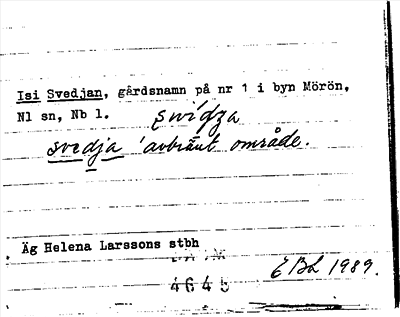 Isi Svedjan, gårdsnamn på nr 1 i byn Mörön,
Nl sn, Nb l.
svedja 'avbränt område.
Äg Helena Larssons stbh
4645
EBL 1989.